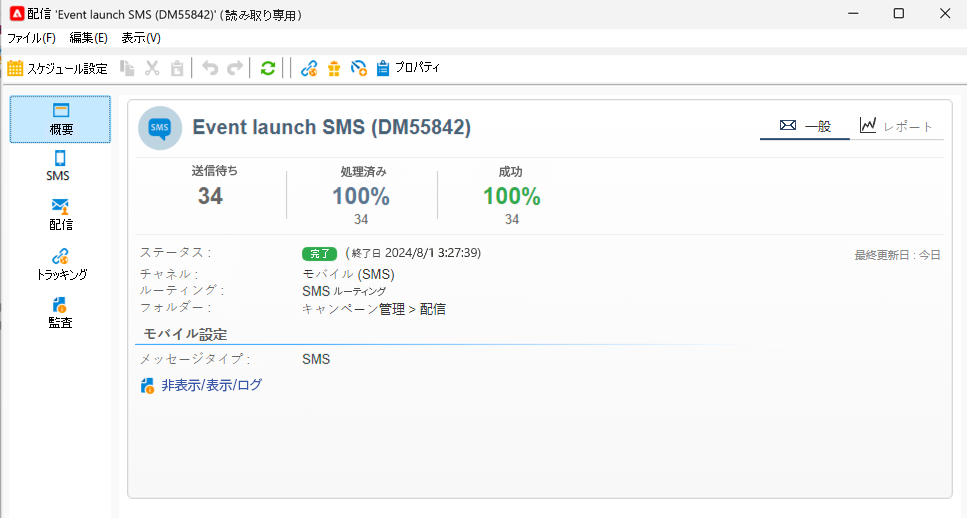 配信 'Event launch SMS (DM55842)' (読み取り専用)
ファイル(F) 編集(E) 表示(V)
スケジュール設定 プロパティ
概要
SMS
配信
トラッキング
監査
SMS Event launch SMS (DM55842)
一般 レポート
送信待ち 処理済み 成功
34 100% 100%
34 34
ステータス : 完了 (終了日 2024/8/1 3:27:39) 最終更新日 : 今日
チャネル : モバイル (SMS)
ルーティング : SMS ルーティング
フォルダー : キャンペーン管理 > 配信
モバイル設定
メッセージタイプ : SMS
非表示/表示/ログ